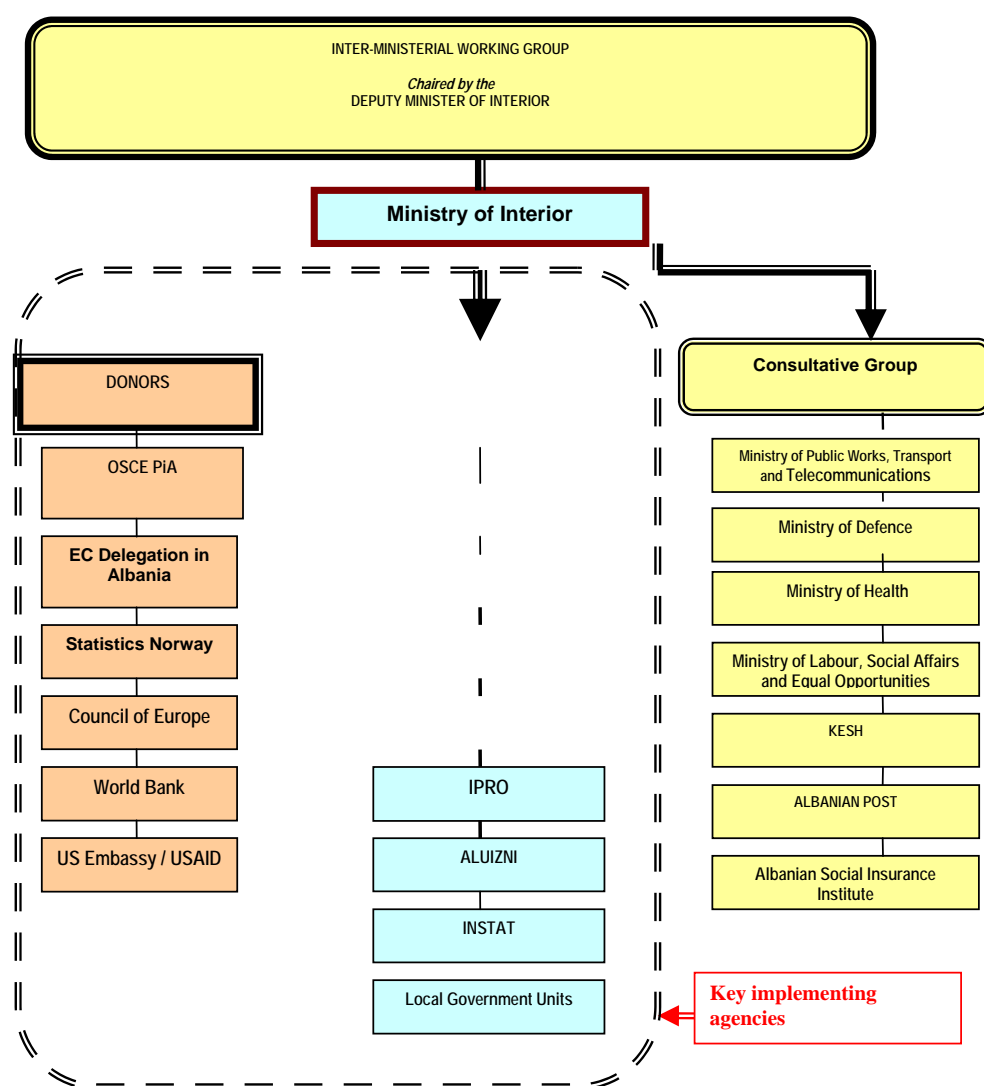 INTER-MINISTERIAL WORKING GROUP
Chaired by the
DEPUTY MINISTER OF INTERIOR
Ministry of Interior
DONORS
OSCE PiA
EC Delegation in
Albania
Statistics Norway
Council of Europe
World Bank
US Embassy / USAID
IPRO
ALUIZNI
INSTAT
Local Government Units
Consultative Group
Ministry of Public Works, Transport
and Telecommunications
Ministry of Defence
Ministry of Health
Ministry of Labour, Social Affairs
and Equal Opportunities
KESH
ALBANIAN POST
Albanian Social Insurance
Institute
Key implementing
agencies